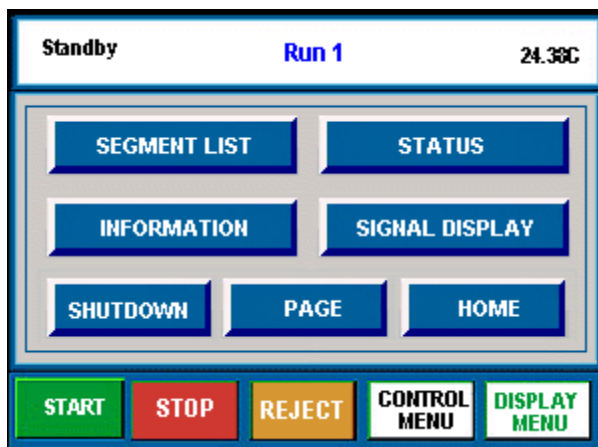 Standby Run 1 24.38C
SEGMENT LIST STATUS
INFORMATION SIGNAL DISPLAY
SHUTDOWN PAGE HOME
START STOP REJECT CONTROL MENU DISPLAY MENU